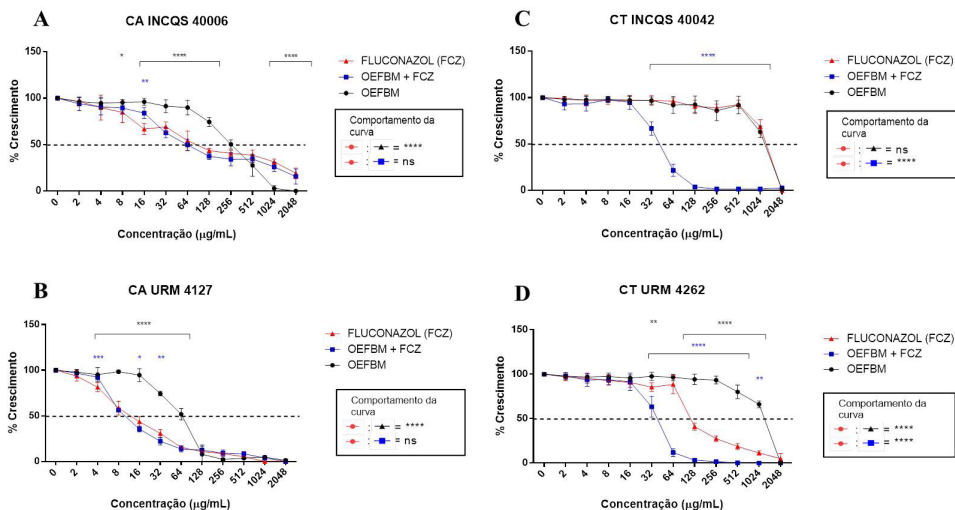 A
CA INCQS 40006
* ****   ****
**
% Crescimento
150
100
50
0
0 2 4 8 16 32 64 128 256 512 1024 2048
Concentração (µg/mL)
FLUCONAZOL (FCZ)
OEFBM + FCZ
OEFBM
Comportamento da
curva
: = ****
: = ns
C
CT INCQS 40042
****
% Crescimento
150
100
50
0
0 2 4 8 16 32 64 128 256 512 1024 2048
Concentração (µg/mL)
FLUCONAZOL (FCZ)
OEFBM + FCZ
OEFBM
Comportamento da
curva
: = ns
: = ****
B
CA URM 4127
****
*** * **
% Crescimento
150
100
50
0
0 2 4 8 16 32 64 128 256 512 1024 2048
Concentração (µg/mL)
FLUCONAZOL (FCZ)
OEFBM + FCZ
OEFBM
Comportamento da
curva
: = ****
: = ns
D
CT URM 4262
** ****
****
**
% Crescimento
150
100
50
0
0 2 4 8 16 32 64 128 256 512 1024 2048
Concentração (µg/mL)
FLUCONAZOL (FCZ)
OEFBM + FCZ
OEFBM
Comportamento da
curva
: = ****
: = ****